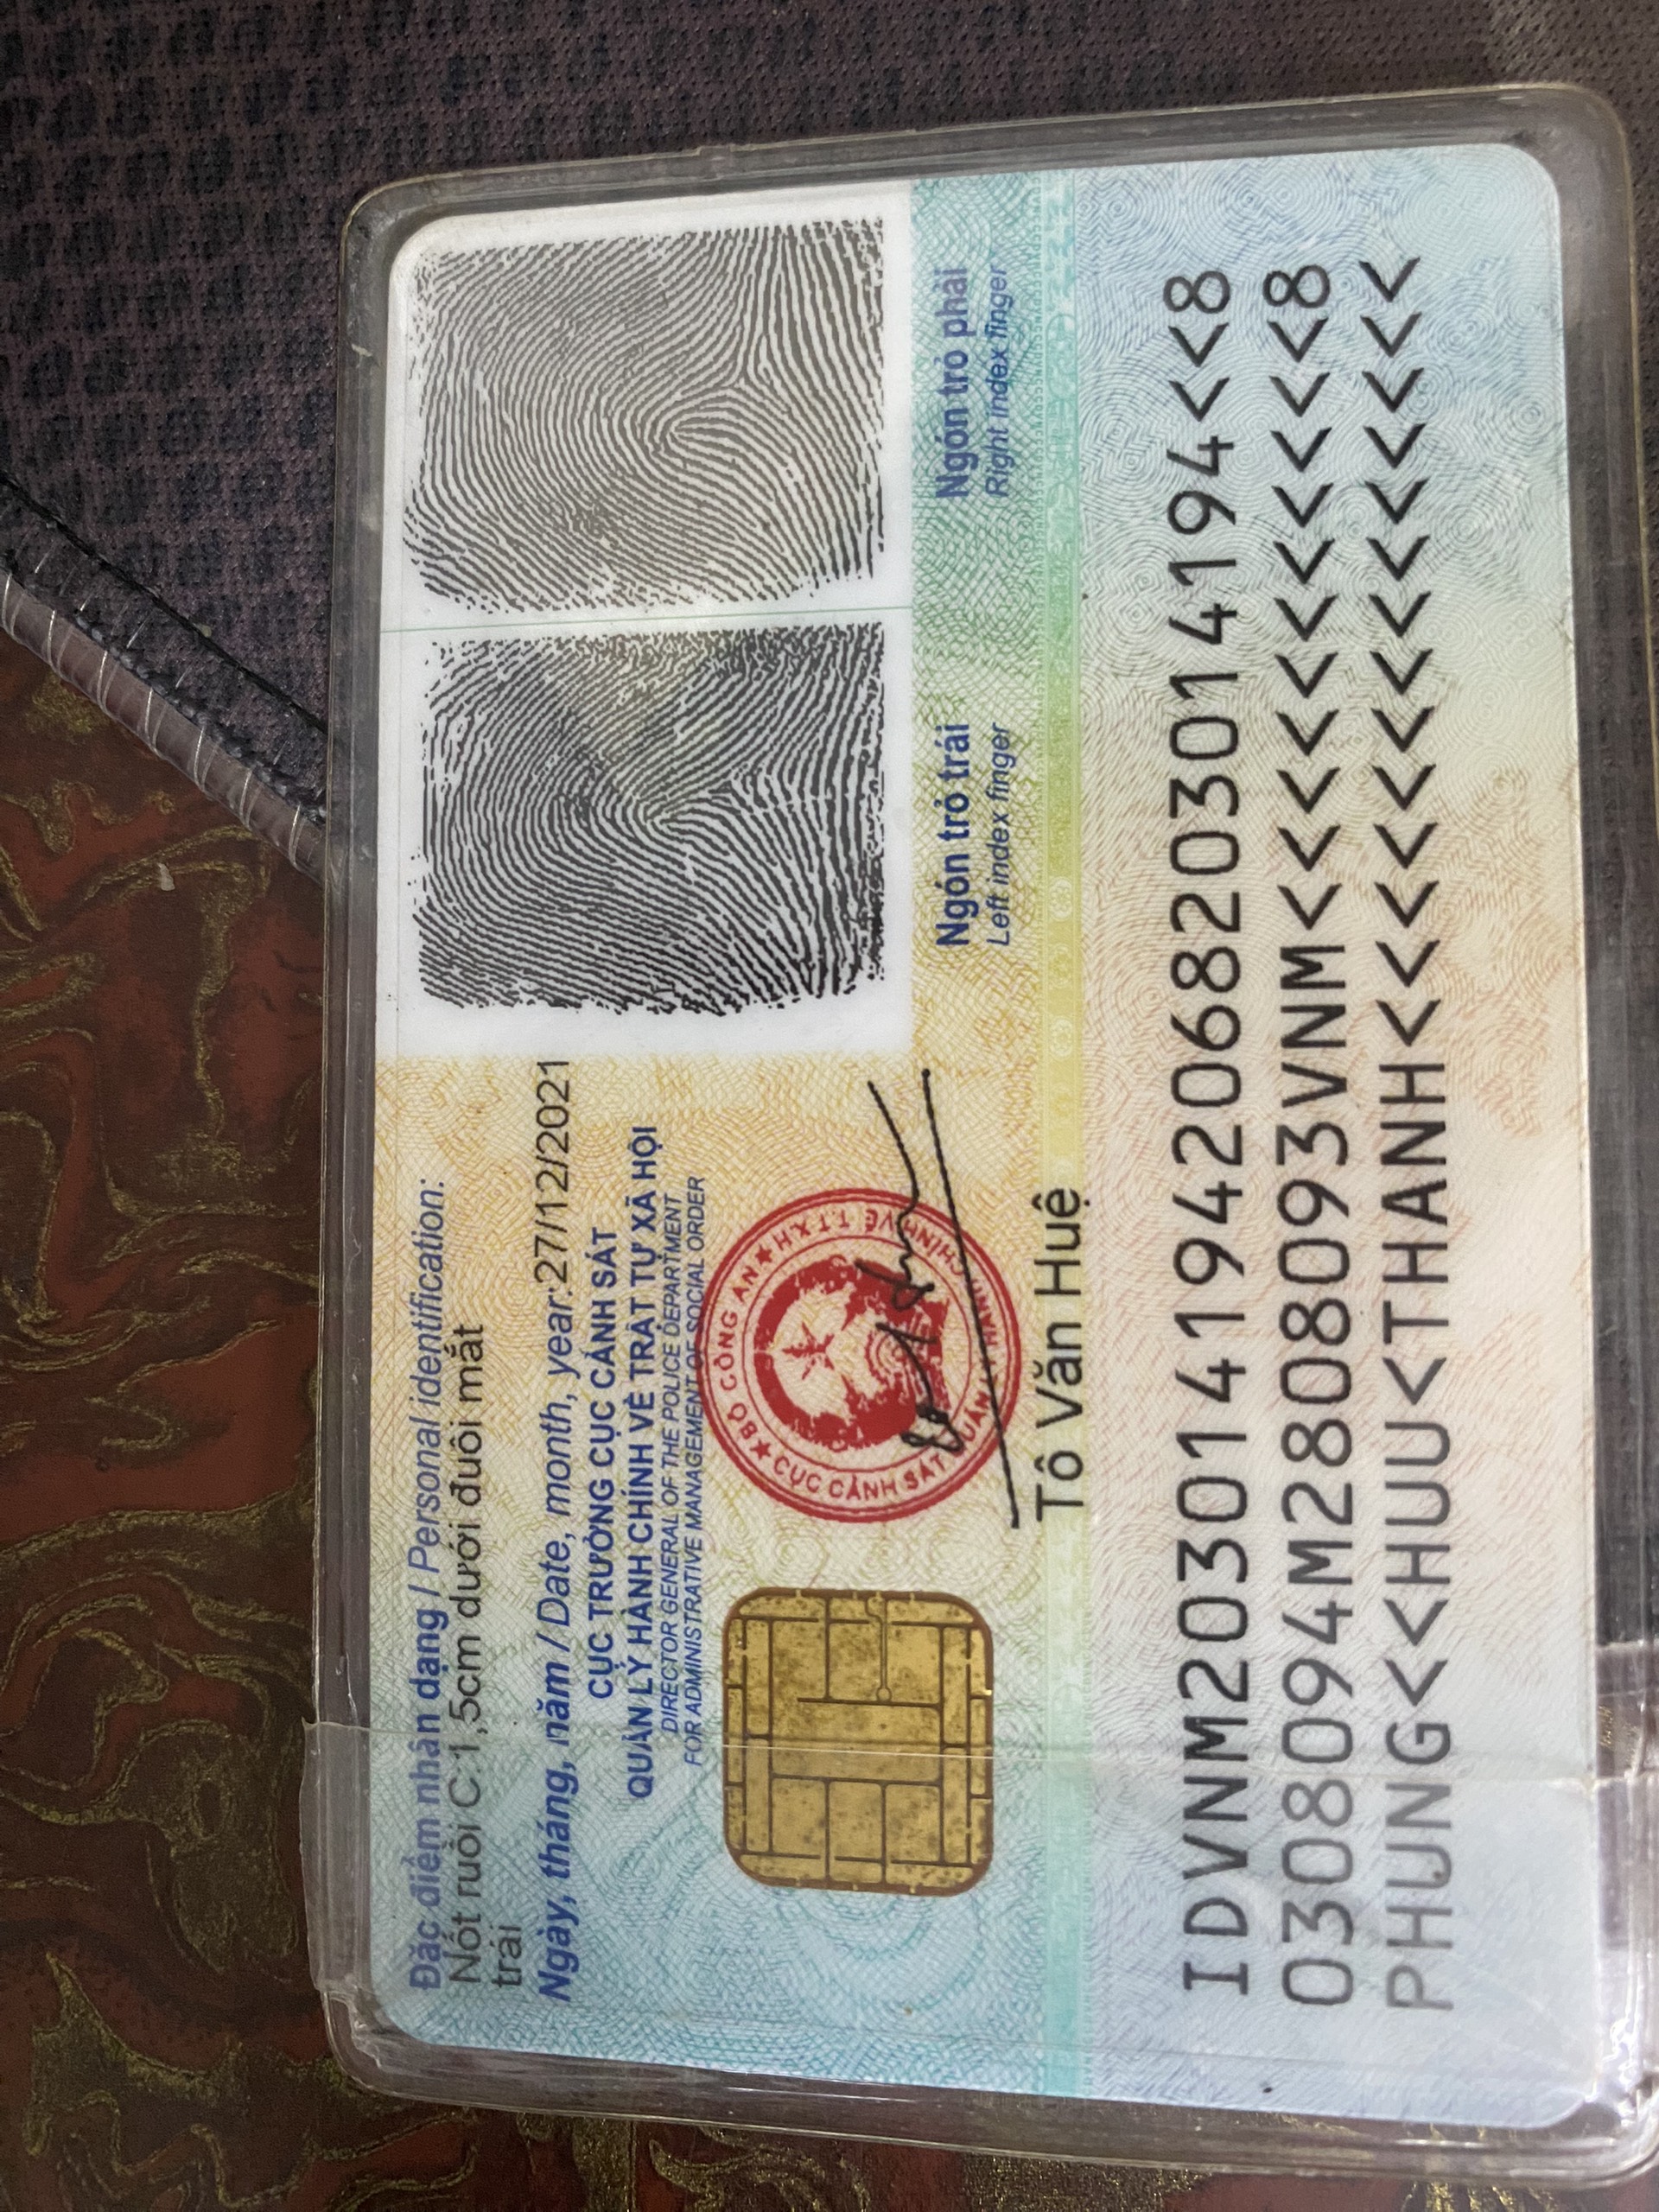 Đặc điểm nhân dạng / Personal identification:
Nốt ruồi C:1,5cm dưới đuôi mắt
trái
Ngày, tháng, năm / Date, month, year:27/12/2021
CỤC TRƯỞNG CỤC CẢNH SÁT
QUẢN LÝ HÀNH CHÍNH VỀ TRẬT TỰ XÃ HỘI
DIRECTOR GENERAL OF THE POLICE DEPARTMENT
FOR ADMINISTRATIVE MANAGEMENT OF SOCIAL ORDER
BỘ CÔNG AN
CỤC CẢNH SÁT QUẢN LÝ HÀNH CHÍNH VỀ T.T.X.H
Tô Văn Huệ
Ngón trỏ trái
Left index finger
Ngón trỏ phải
Right index finger
IDVNM2030141942068203014194<<8
0308094M2808093VNM<<<<<<<<<<<8
PHUNG<<HUU<THANH<<<<<<<<<<<<<<